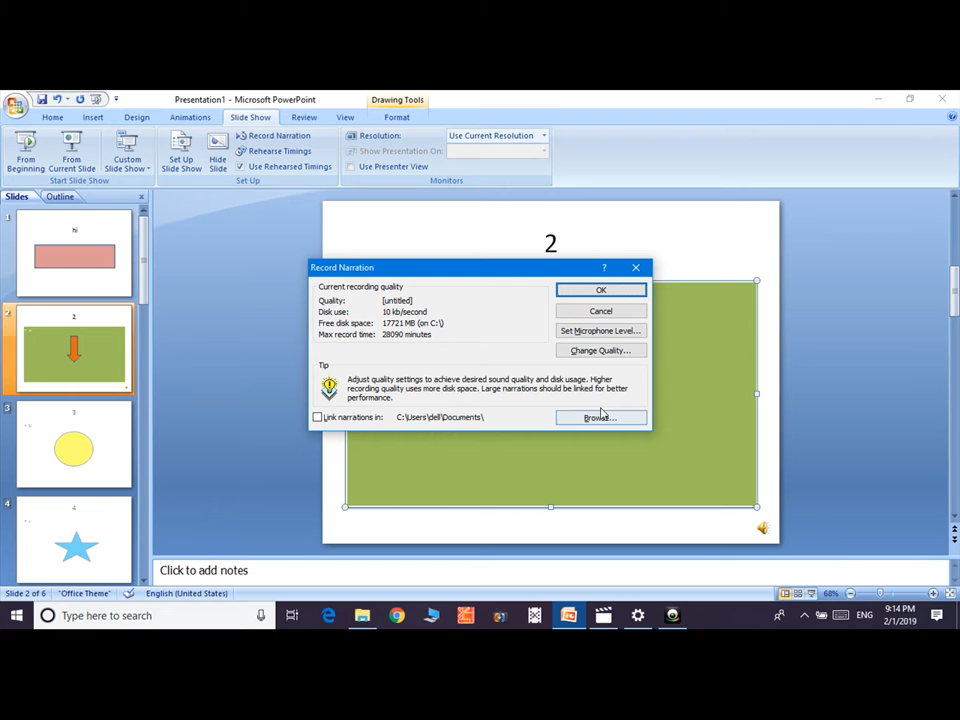 Presentation1 - Microsoft PowerPoint
Drawing Tools
Home Insert Design Animations Slide Show Review View Format
From Beginning
From Current Slide
Custom Slide Show
Start Slide Show
Set Up Slide Show
Hide Slide
Record Narration
Rehearse Timings
Use Rehearsed Timings
Set Up
Resolution: Use Current Resolution
Show Presentation On:
Use Presenter View
Monitors
Slides Outline
1
hi
2
2
3
3
4
4
2
Record Narration
Current recording quality
Quality: [untitled]
Disk use: 10 kb/second
Free disk space: 17721 MB (on C:\)
Max record time: 28090 minutes
OK
Cancel
Set Microphone Level...
Change Quality...
Tip
Adjust quality settings to achieve desired sound quality and disk usage. Higher
recording quality uses more disk space. Large narrations should be linked for better
performance.
Link narrations in: C:\Users\dell\Documents\
Browse...
Click to add notes
Slide 2 of 6 "Office Theme" English (United States) 68%
Type here to search
ENG
9:14 PM
2/1/2019